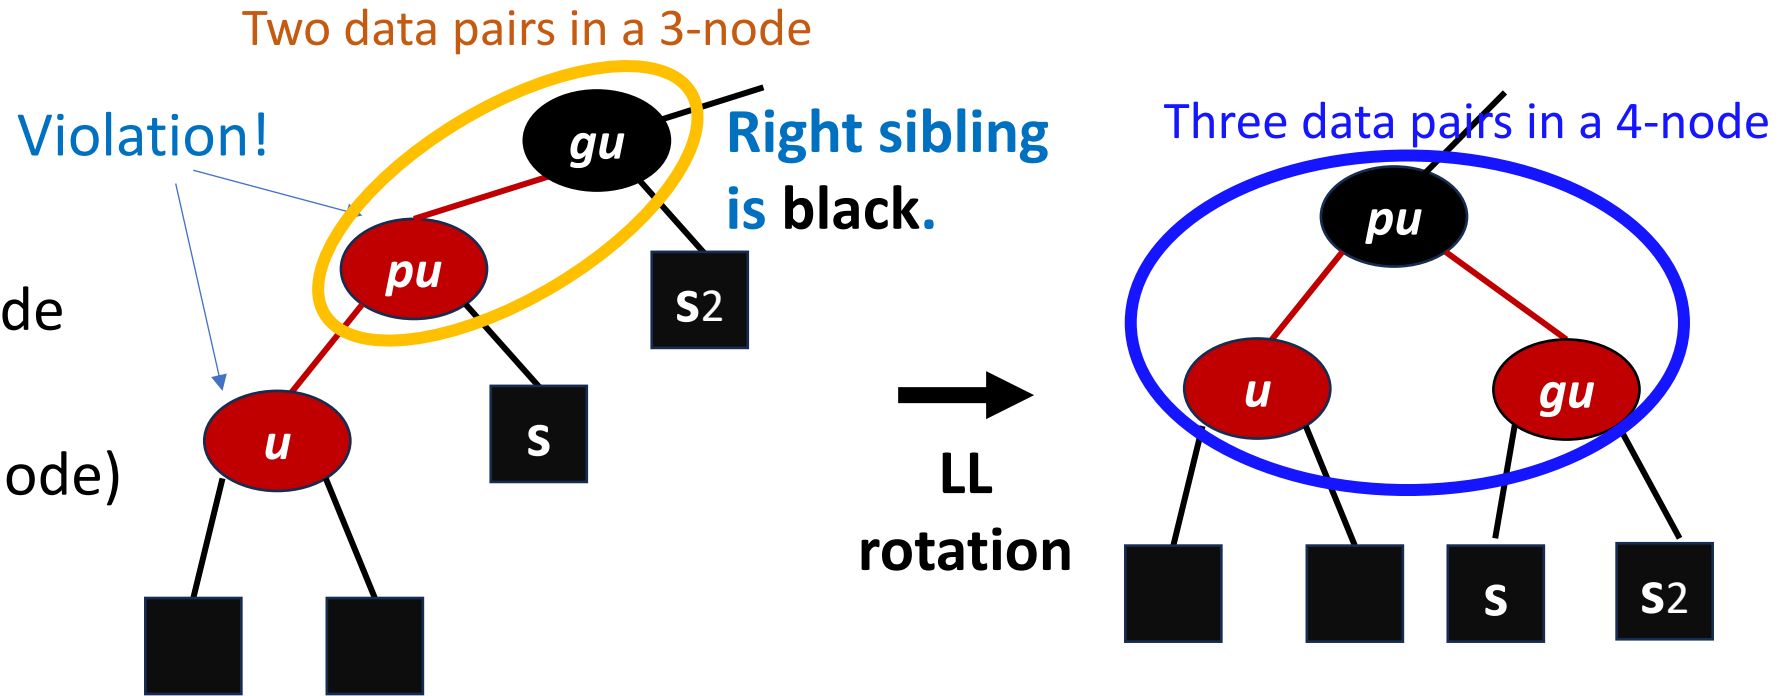 Two data pairs in a 3-node
Violation!
gu
Right sibling
is black.
pu
s2
de
u
s
ode)
LL
rotation
Three data pairs in a 4-node
pu
u
gu
s
s2